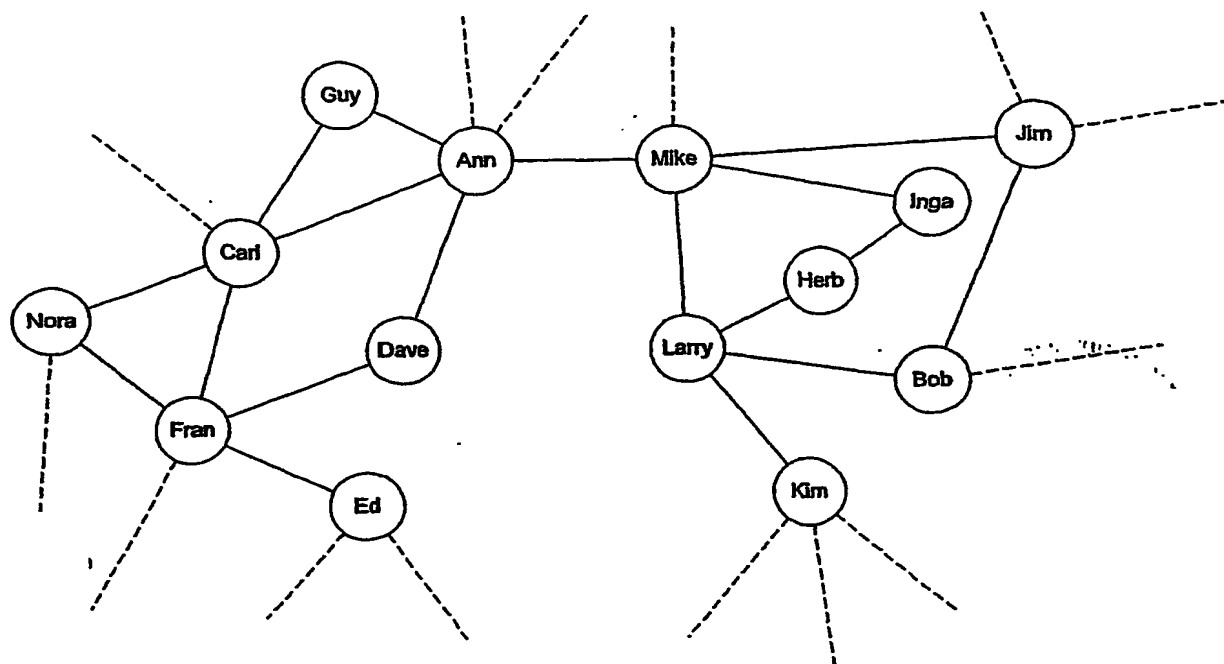 Guy
Ann
Mike
Jim
Inga
Carl
Herb
Nora
Dave
Larry
Bob
Fran
Ed
Kim